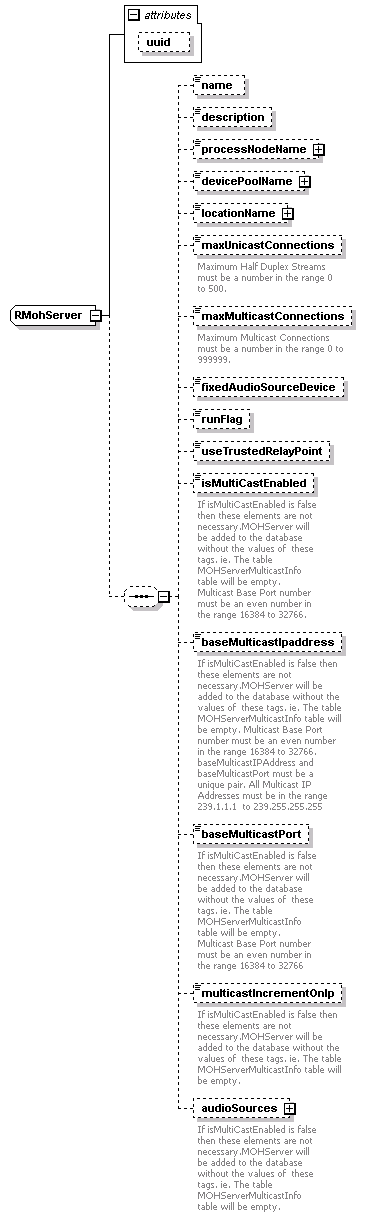 attributes
uuid
name
description
processNodeName
devicePoolName
locationName
maxUnicastConnections
Maximum Half Duplex Streams
must be a number in the range 0
to 500.
RMohServer
maxMulticastConnections
Maximum Multicast Connections
must be a number in the range 0 to
999999.
fixedAudioSourceDevice
runFlag
useTrustedRelayPoint
isMultiCastEnabled
If isMultiCastEnabled is false
then these elements are not
necessary.MOHServer will
be added to the database
without the values of these
tags. ie. The table
MOHServerMulticastInfo
table will be empty.
Multicast Base Port number
must be an even number in
the range 16384 to 32766.
baseMulticastIpaddress
If isMultiCastEnabled is false then
these elements are not
necessary.MOHServer will be
added to the database without the
values of these tags. ie. The table
MOHServerMulticastInfo table will
be empty. Multicast Base Port
number must be an even number
in the range 16384 to 32766.
baseMulticastIPAddress and
baseMulticastPort must be a
unique pair. All Multicast IP
Addresses must be in the range
239.1.1.1 to 239.255.255.255
baseMulticastPort
If isMultiCastEnabled is false
then these elements are not
necessary.MOHServer will
be added to the database
without the values of these
tags. ie. The table
MOHServerMulticastInfo
table will be empty.
Multicast Base Port number
must be an even number in
the range 16384 to 32766
multicastIncrementOnIp
If isMultiCastEnabled is false then
these elements are not
necessary.MOHServer will be
added to the database without the
values of these tags. ie. The table
MOHServerMulticastInfo table will
be empty.
audioSources
If isMultiCastEnabled is false
then these elements are not
necessary.MOHServer will
be added to the database
without the values of these
tags. ie. The table
MOHServerMulticastInfo
table will be empty.